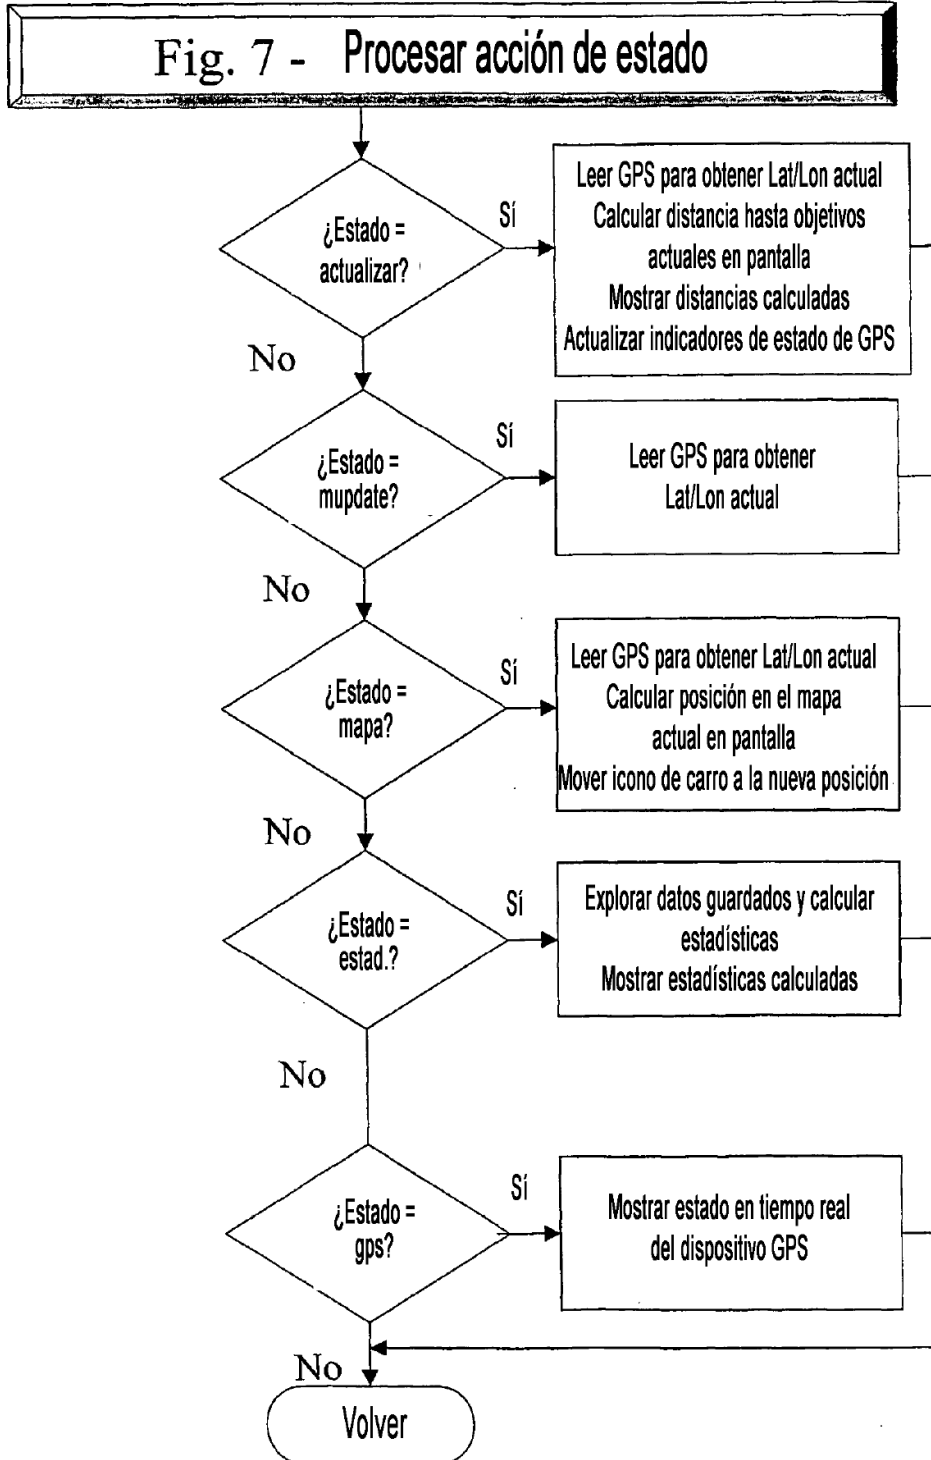 Fig. 7 - Procesar acción de estado
¿Estado =
actualizar?
Sí
Leer GPS para obtener Lat/Lon actual
Calcular distancia hasta objetivos
actuales en pantalla
Mostrar distancias calculadas
Actualizar indicadores de estado de GPS
No
¿Estado =
mupdate?
Sí
Leer GPS para obtener
Lat/Lon actual
No
¿Estado =
mapa?
Sí
Leer GPS para obtener Lat/Lon actual
Calcular posición en el mapa
actual en pantalla
Mover icono de carro a la nueva posición
No
¿Estado =
estad.?
Sí
Explorar datos guardados y calcular
estadísticas
Mostrar estadísticas calculadas
No
¿Estado =
gps?
Sí
Mostrar estado en tiempo real
del dispositivo GPS
No
Volver